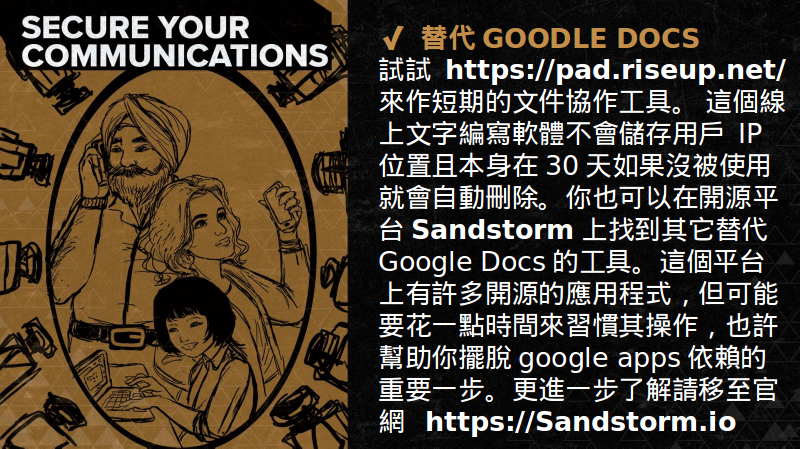 SECURE YOUR
COMMUNICATIONS
✓ 替代 GOODLE DOCS
試試 https://pad.riseup.net/
來作短期的文件協作工具。 這個線
上文字編寫軟體不會儲存用戶 IP
位置且本身在 30 天如果沒被使用
就會自動刪除。你也可以在開源平
台 Sandstorm 上找到其它替代
Google Docs 的工具。這個平台
上有許多開源的應用程式，但可能
要花一點時間來習慣其操作，也許
幫助你擺脫 google apps 依賴的
重要一步。更進一步了解請移至官
網 https://Sandstorm.io